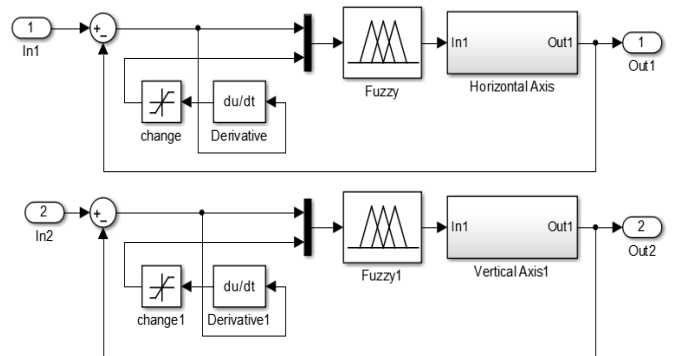 1
In1
+
−
change
du/dt
Derivative
Fuzzy
In1
Out1
Horizontal Axis
1
Out1
2
In2
+
−
change1
du/dt
Derivative1
Fuzzy1
In1
Out1
Vertical Axis1
2
Out2